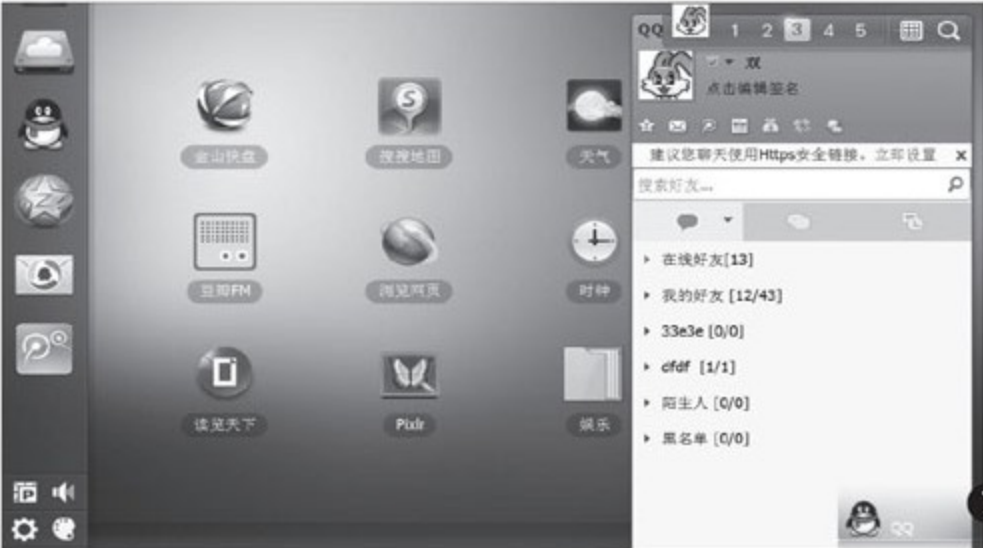 QQ 1 2 3 4 5
双
点击编辑签名
建议您聊天使用Https安全链接。立即设置 x
搜索好友...
在线好友[13]
我的好友 [12/43]
33e3e [0/0]
dfdf [1/1]
陌生人 [0/0]
黑名单 [0/0]
金山快盘 搜搜地图 天气
豆瓣FM 浏览网页 时钟
读览天下 Pixlr 娱乐
QQ